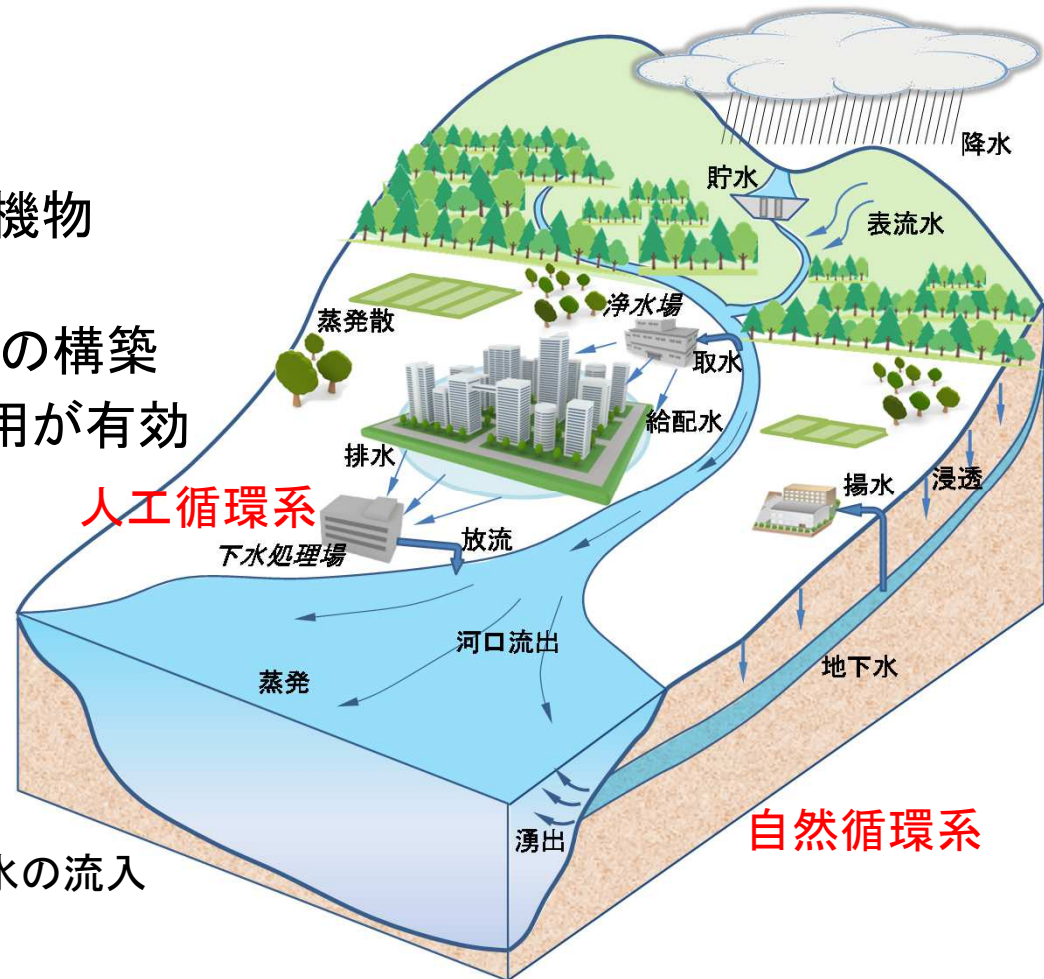 降水
貯水
機物
表流水
浄水場
蒸発散
の構築
取水
用が有効
給配水
排水
揚水
浸透
人工循環系
放流
下水処理場
河口流出
地下水
蒸発
自然循環系
湧出
水の流入